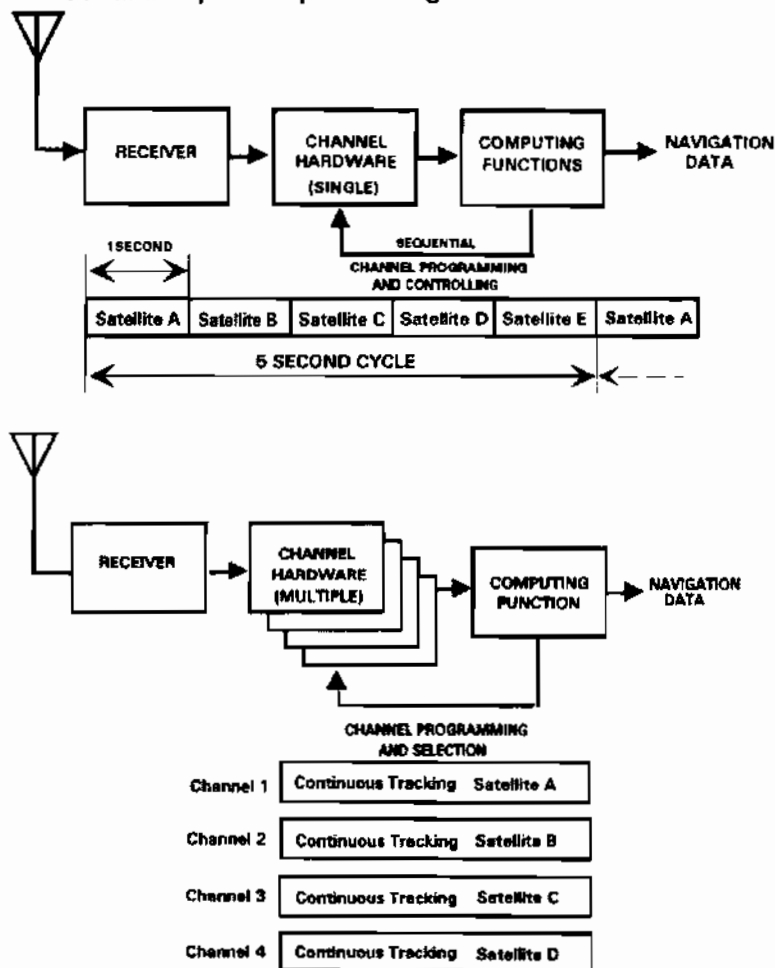 RECEIVER
CHANNEL
HARDWARE
(SINGLE)
COMPUTING
FUNCTIONS
NAVIGATION
DATA
1 SECOND
SEQUENTIAL
CHANNEL PROGRAMMING
AND CONTROLLING
Satellite A Satellite B Satellite C Satellite D Satellite E Satellite A
5 SECOND CYCLE
RECEIVER
CHANNEL
HARDWARE
(MULTIPLE)
COMPUTING
FUNCTION
NAVIGATION
DATA
CHANNEL PROGRAMMING
AND SELECTION
Channel 1 Continuous Tracking Satellite A
Channel 2 Continuous Tracking Satellite B
Channel 3 Continuous Tracking Satellite C
Channel 4 Continuous Tracking Satellite D